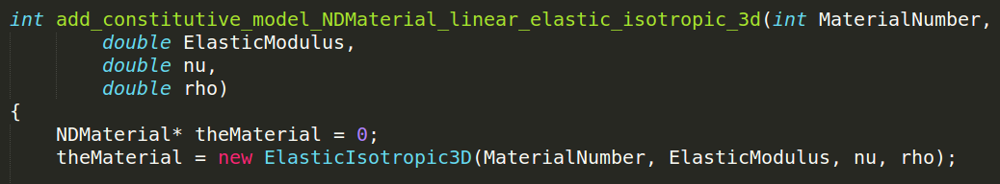 int add_constitutive_model_NDMaterial_linear_elastic_isotropic_3d(int MaterialNumber,
        double ElasticModulus,
        double nu,
        double rho)
{
    NDMaterial* theMaterial = 0;
    theMaterial = new ElasticIsotropic3D(MaterialNumber, ElasticModulus, nu, rho);